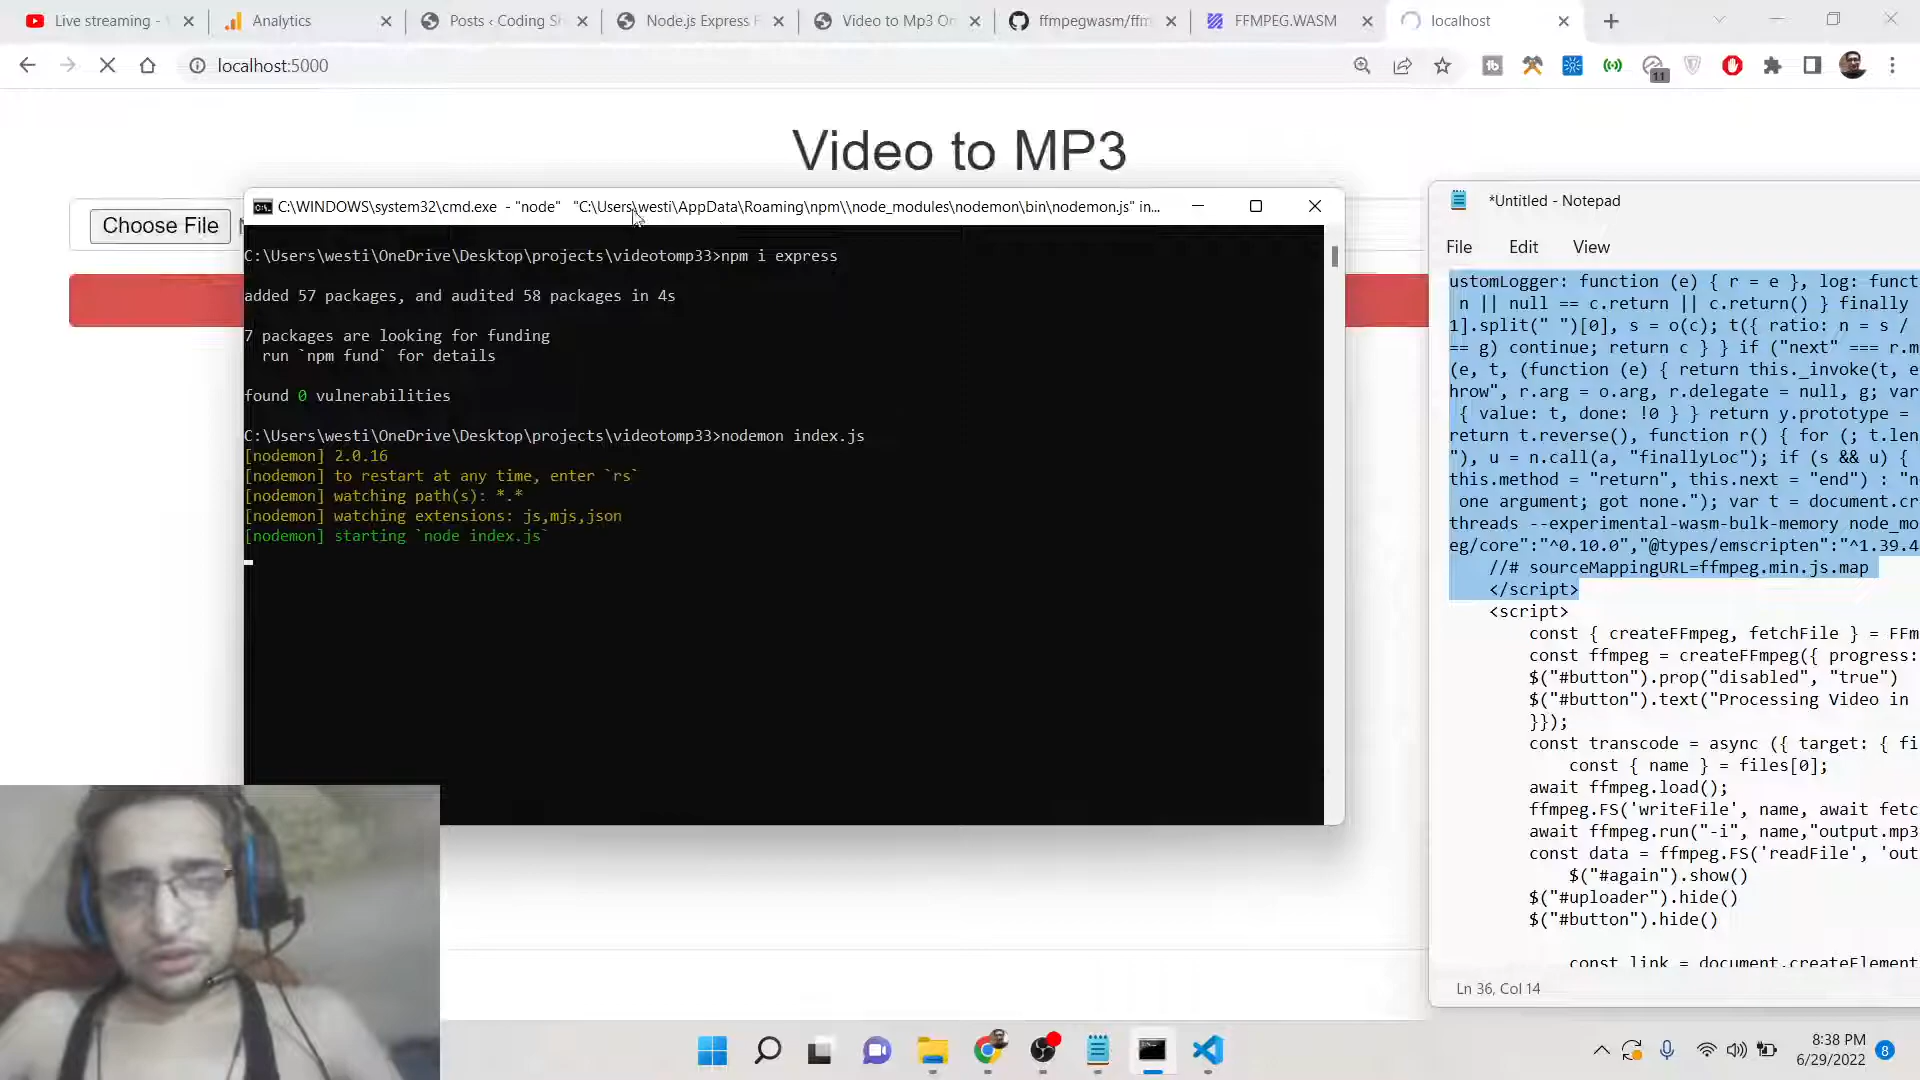 Live streaming -
Analytics
Posts ‹ Coding Sh
Node.js Express F
Video to Mp3 On
ffmpegwasm/ffm
FFMPEG.WASM
localhost
localhost:5000
11
Video to MP3
Choose File
C:\WINDOWS\system32\cmd.exe - "node" "C:\Users\westi\AppData\Roaming\npm\\node_modules\nodemon\bin\nodemon.js" in...
C:\Users\westi\OneDrive\Desktop\projects\videotomp33>npm i express
added 57 packages, and audited 58 packages in 4s
7 packages are looking for funding
run `npm fund` for details
found 0 vulnerabilities
C:\Users\westi\OneDrive\Desktop\projects\videotomp33>nodemon index.js
[nodemon] 2.0.16
[nodemon] to restart at any time, enter `rs`
[nodemon] watching path(s): *.*
[nodemon] watching extensions: js,mjs,json
[nodemon] starting `node index.js`
*Untitled - Notepad
File Edit View
ustomLogger: function (e) { r = e }, log: funct
n || null == c.return || c.return() } finally
1].split(" ")[0], s = o(c); t({ ratio: n = s /
== g) continue; return c } } if ("next" === r.m
(e, t, (function (e) { return this._invoke(t, e
hrow", r.arg = o.arg, r.delegate = null, g; var
{ value: t, done: !0 } } return y.prototype =
return t.reverse(), function r() { for (; t.len
"), u = n.call(a, "finallyLoc"); if (s && u) {
this.method = "return", this.next = "end") : "n
one argument; got none."); var t = document.cr
threads --experimental-wasm-bulk-memory node_mo
eg/core":"^0.10.0","@types/emscripten":"^1.39.4
//# sourceMappingURL=ffmpeg.min.js.map
</script>
<script>
const { createFFmpeg, fetchFile } = FFm
const ffmpeg = createFFmpeg({ progress:
$("#button").prop("disabled", "true")
$("#button").text("Processing Video in
}});
const transcode = async ({ target: { fi
const { name } = files[0];
await ffmpeg.load();
ffmpeg.FS('writeFile', name, await fetc
await ffmpeg.run("-i", name,"output.mp3
const data = ffmpeg.FS('readFile', 'out
$("#again").show()
$("#uploader").hide()
$("#button").hide()
const link = document.createElement
Ln 36, Col 14
8:38 PM
6/29/2022
8